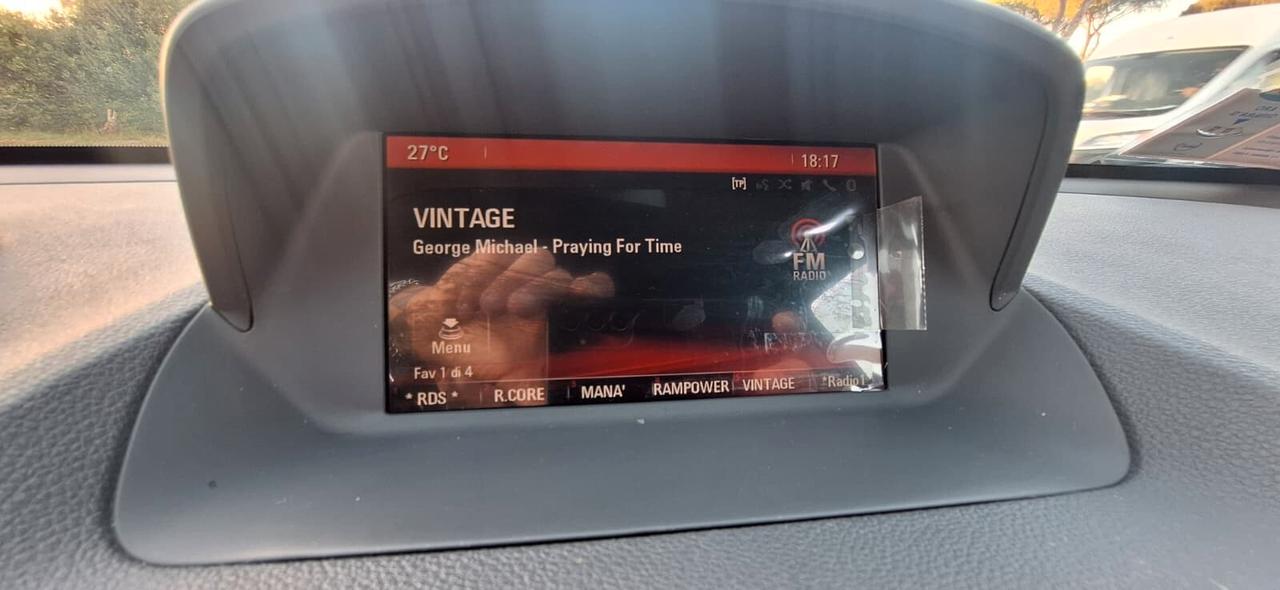 27°C
18:17
[TP]
VINTAGE
George Michael - Praying For Time
FM
RADIO
Menu
Fav 1 di 4
* RDS *
R.CORE
MANA'
RAMPOWER
VINTAGE